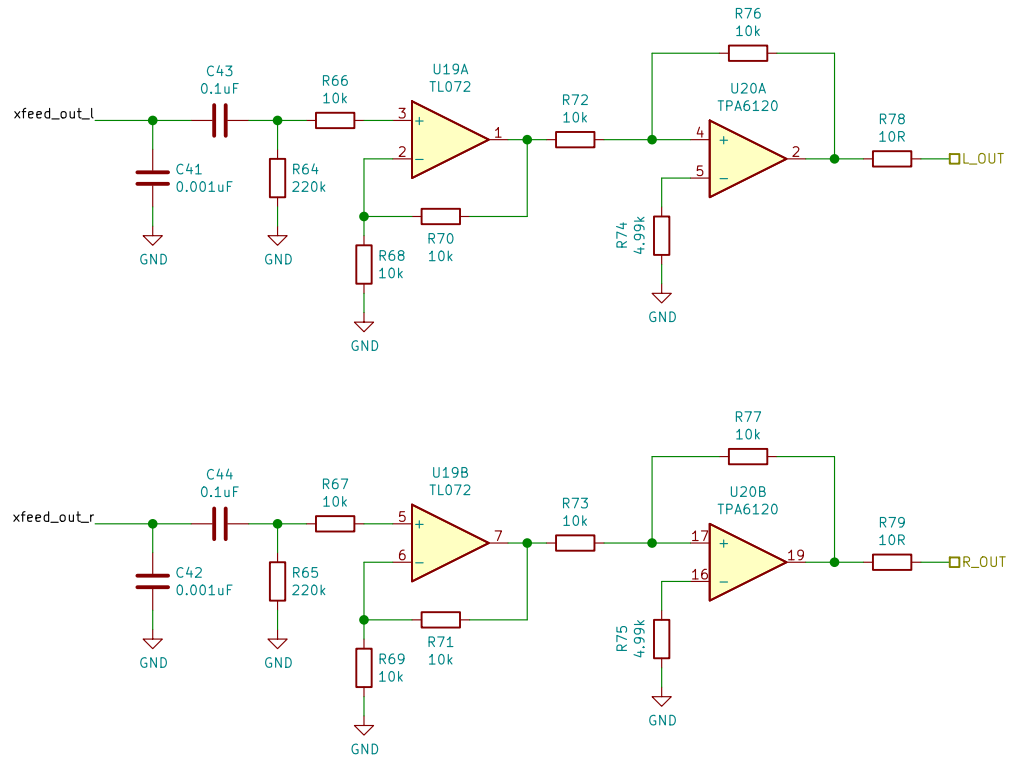 R76
10k
U19A
TL072
C43
0.1uF
R66
10k
U20A
TPA6120
R72
10k
xfeed_out_l
3
+
1
4
+
2
R78
10R
L_OUT
2
−
5
−
C41
0.001uF
R64
220k
R74
4.99k
R70
10k
R68
10k
GND
GND
GND
GND
R77
10k
U19B
TL072
C44
0.1uF
R67
10k
U20B
TPA6120
R73
10k
xfeed_out_r
5
+
7
17
+
19
R79
10R
R_OUT
6
−
16
−
C42
0.001uF
R65
220k
R75
4.99k
R71
10k
R69
10k
GND
GND
GND
GND